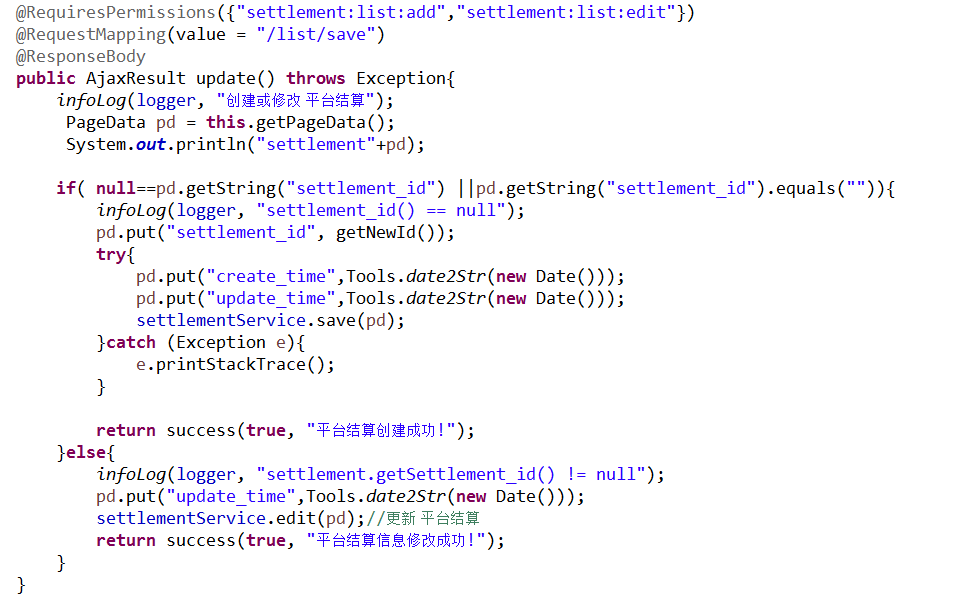 @RequiresPermissions({"settlement:list:add","settlement:list:edit"})
@RequestMapping(value = "/list/save")
@ResponseBody
public AjaxResult update() throws Exception{
    infoLog(logger, "创建或修改 平台结算");
     PageData pd = this.getPageData();
     System.out.println("settlement"+pd);

    if( null==pd.getString("settlement_id") ||pd.getString("settlement_id").equals("")){
        infoLog(logger, "settlement_id() == null");
        pd.put("settlement_id", getNewId());
        try{
            pd.put("create_time",Tools.date2Str(new Date()));
            pd.put("update_time",Tools.date2Str(new Date()));
            settlementService.save(pd);
        }catch (Exception e){
            e.printStackTrace();
        }

        return success(true, "平台结算创建成功!");
    }else{
        infoLog(logger, "settlement.getSettlement_id() != null");
        pd.put("update_time",Tools.date2Str(new Date()));
        settlementService.edit(pd);//更新 平台结算
        return success(true, "平台结算信息修改成功!");
    }
}